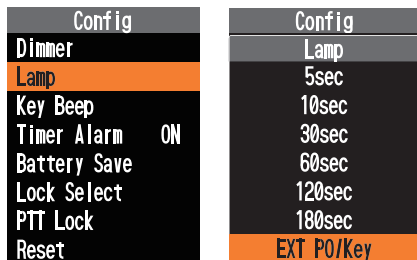 Config
Dimmer
Lamp
Key Beep
Timer Alarm ON
Battery Save
Lock Select
PTT Lock
Reset
Config
Lamp
5sec
10sec
30sec
60sec
120sec
180sec
EXT PO/Key